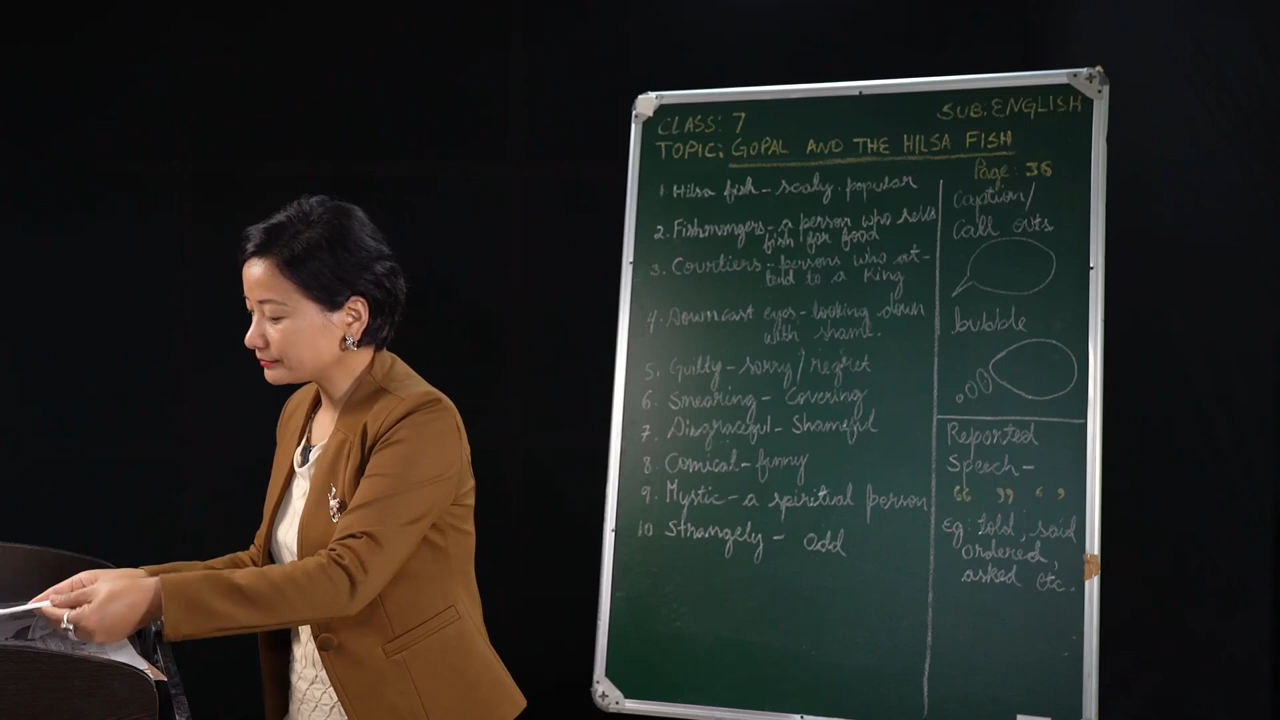 SUB: ENGLISH
CLASS: 7
TOPIC: GOPAL AND THE HILSA FISH
Page: 36
1. Hilsa fish - scaly. popular
2. Fishmongers - a person who sells
fish for food
3. Courtiers - persons who at-
tend to a King
4. Downcast eyes - looking down
with shame.
5. Guilty - sorry / regret
6. Smearing - Covering
7. Disgraceful - Shameful
8. Comical - funny
9. Mystic - a spiritual person
10 Strangely - odd
Caption/
Call outs
bubble
Reported
Speech -
“ ” ‘ ’
eg: told, said
ordered,
asked etc.